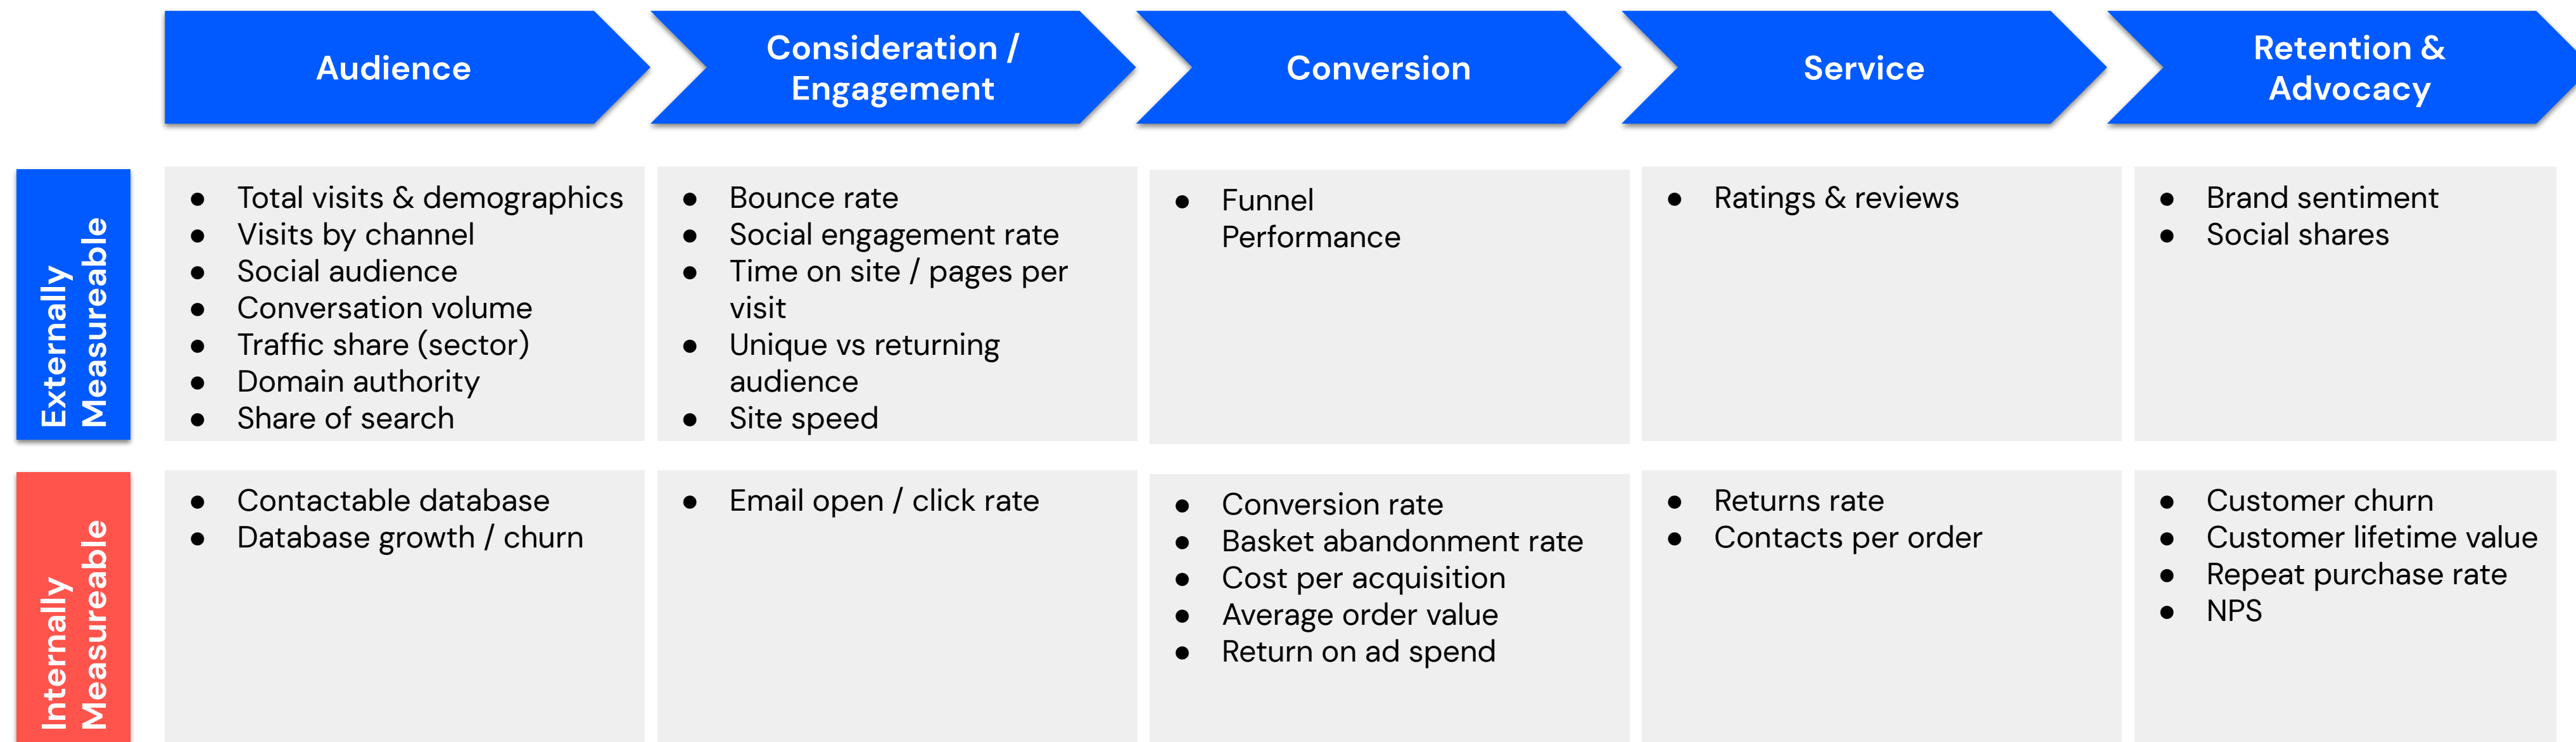 Audience
Consideration /
Engagement
Conversion
Service
Retention &
Advocacy
Externally
Measureable
● Total visits & demographics
● Visits by channel
● Social audience
● Conversation volume
● Traffic share (sector)
● Domain authority
● Share of search
● Bounce rate
● Social engagement rate
● Time on site / pages per
visit
● Unique vs returning
audience
● Site speed
● Funnel
Performance
● Ratings & reviews
● Brand sentiment
● Social shares
Internally
Measureable
● Contactable database
● Database growth / churn
● Email open / click rate
● Conversion rate
● Basket abandonment rate
● Cost per acquisition
● Average order value
● Return on ad spend
● Returns rate
● Contacts per order
● Customer churn
● Customer lifetime value
● Repeat purchase rate
● NPS